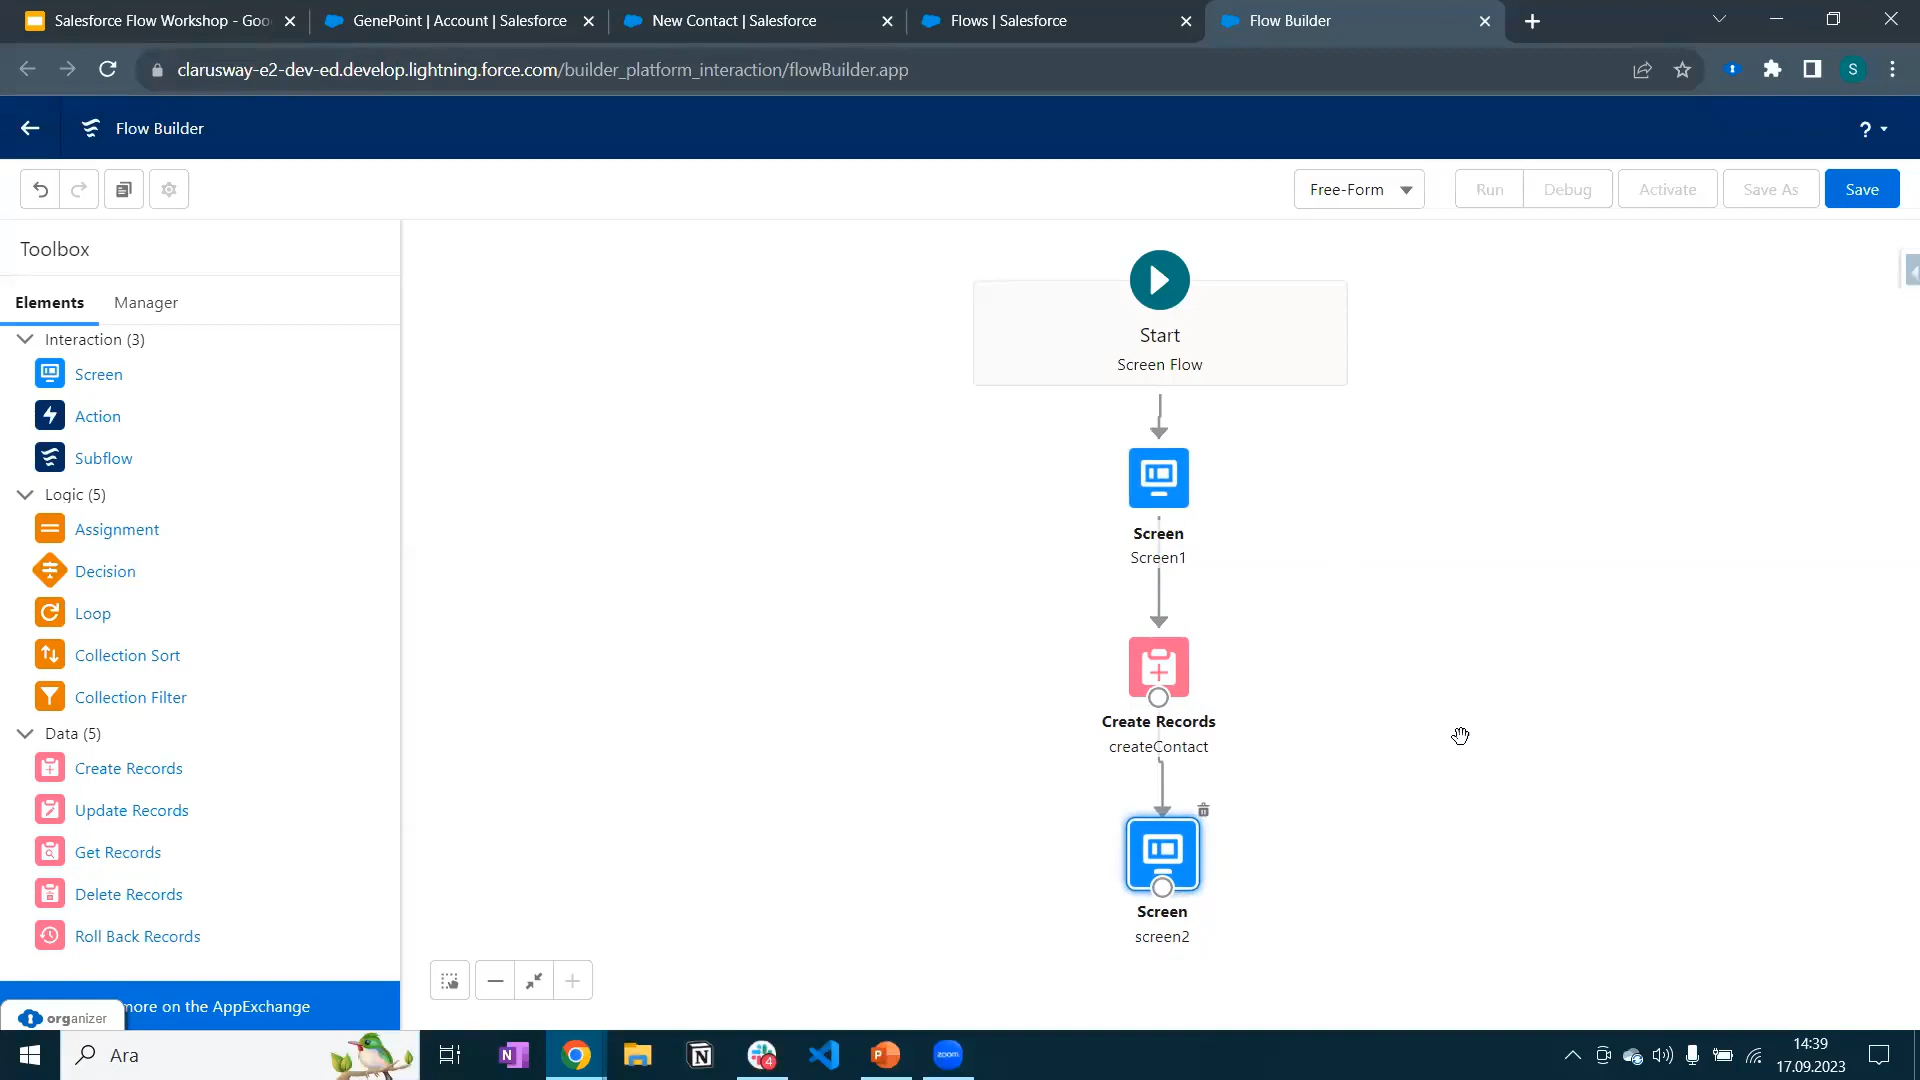 Salesforce Flow Workshop - Goo
GenePoint | Account | Salesforce
New Contact | Salesforce
Flows | Salesforce
Flow Builder
clarusway-e2-dev-ed.develop.lightning.force.com/builder_platform_interaction/flowBuilder.app
S
Flow Builder
?
Free-Form
Run
Debug
Activate
Save As
Save
Toolbox
Elements
Manager
Interaction (3)
Screen
Action
Subflow
Logic (5)
Assignment
Decision
Loop
Collection Sort
Collection Filter
Data (5)
Create Records
Update Records
Get Records
Delete Records
Roll Back Records
more on the AppExchange
organizer
Start
Screen Flow
Screen
Screen1
Create Records
createContact
Screen
screen2
Ara
N
4
P
zoom
14:39
17.09.2023